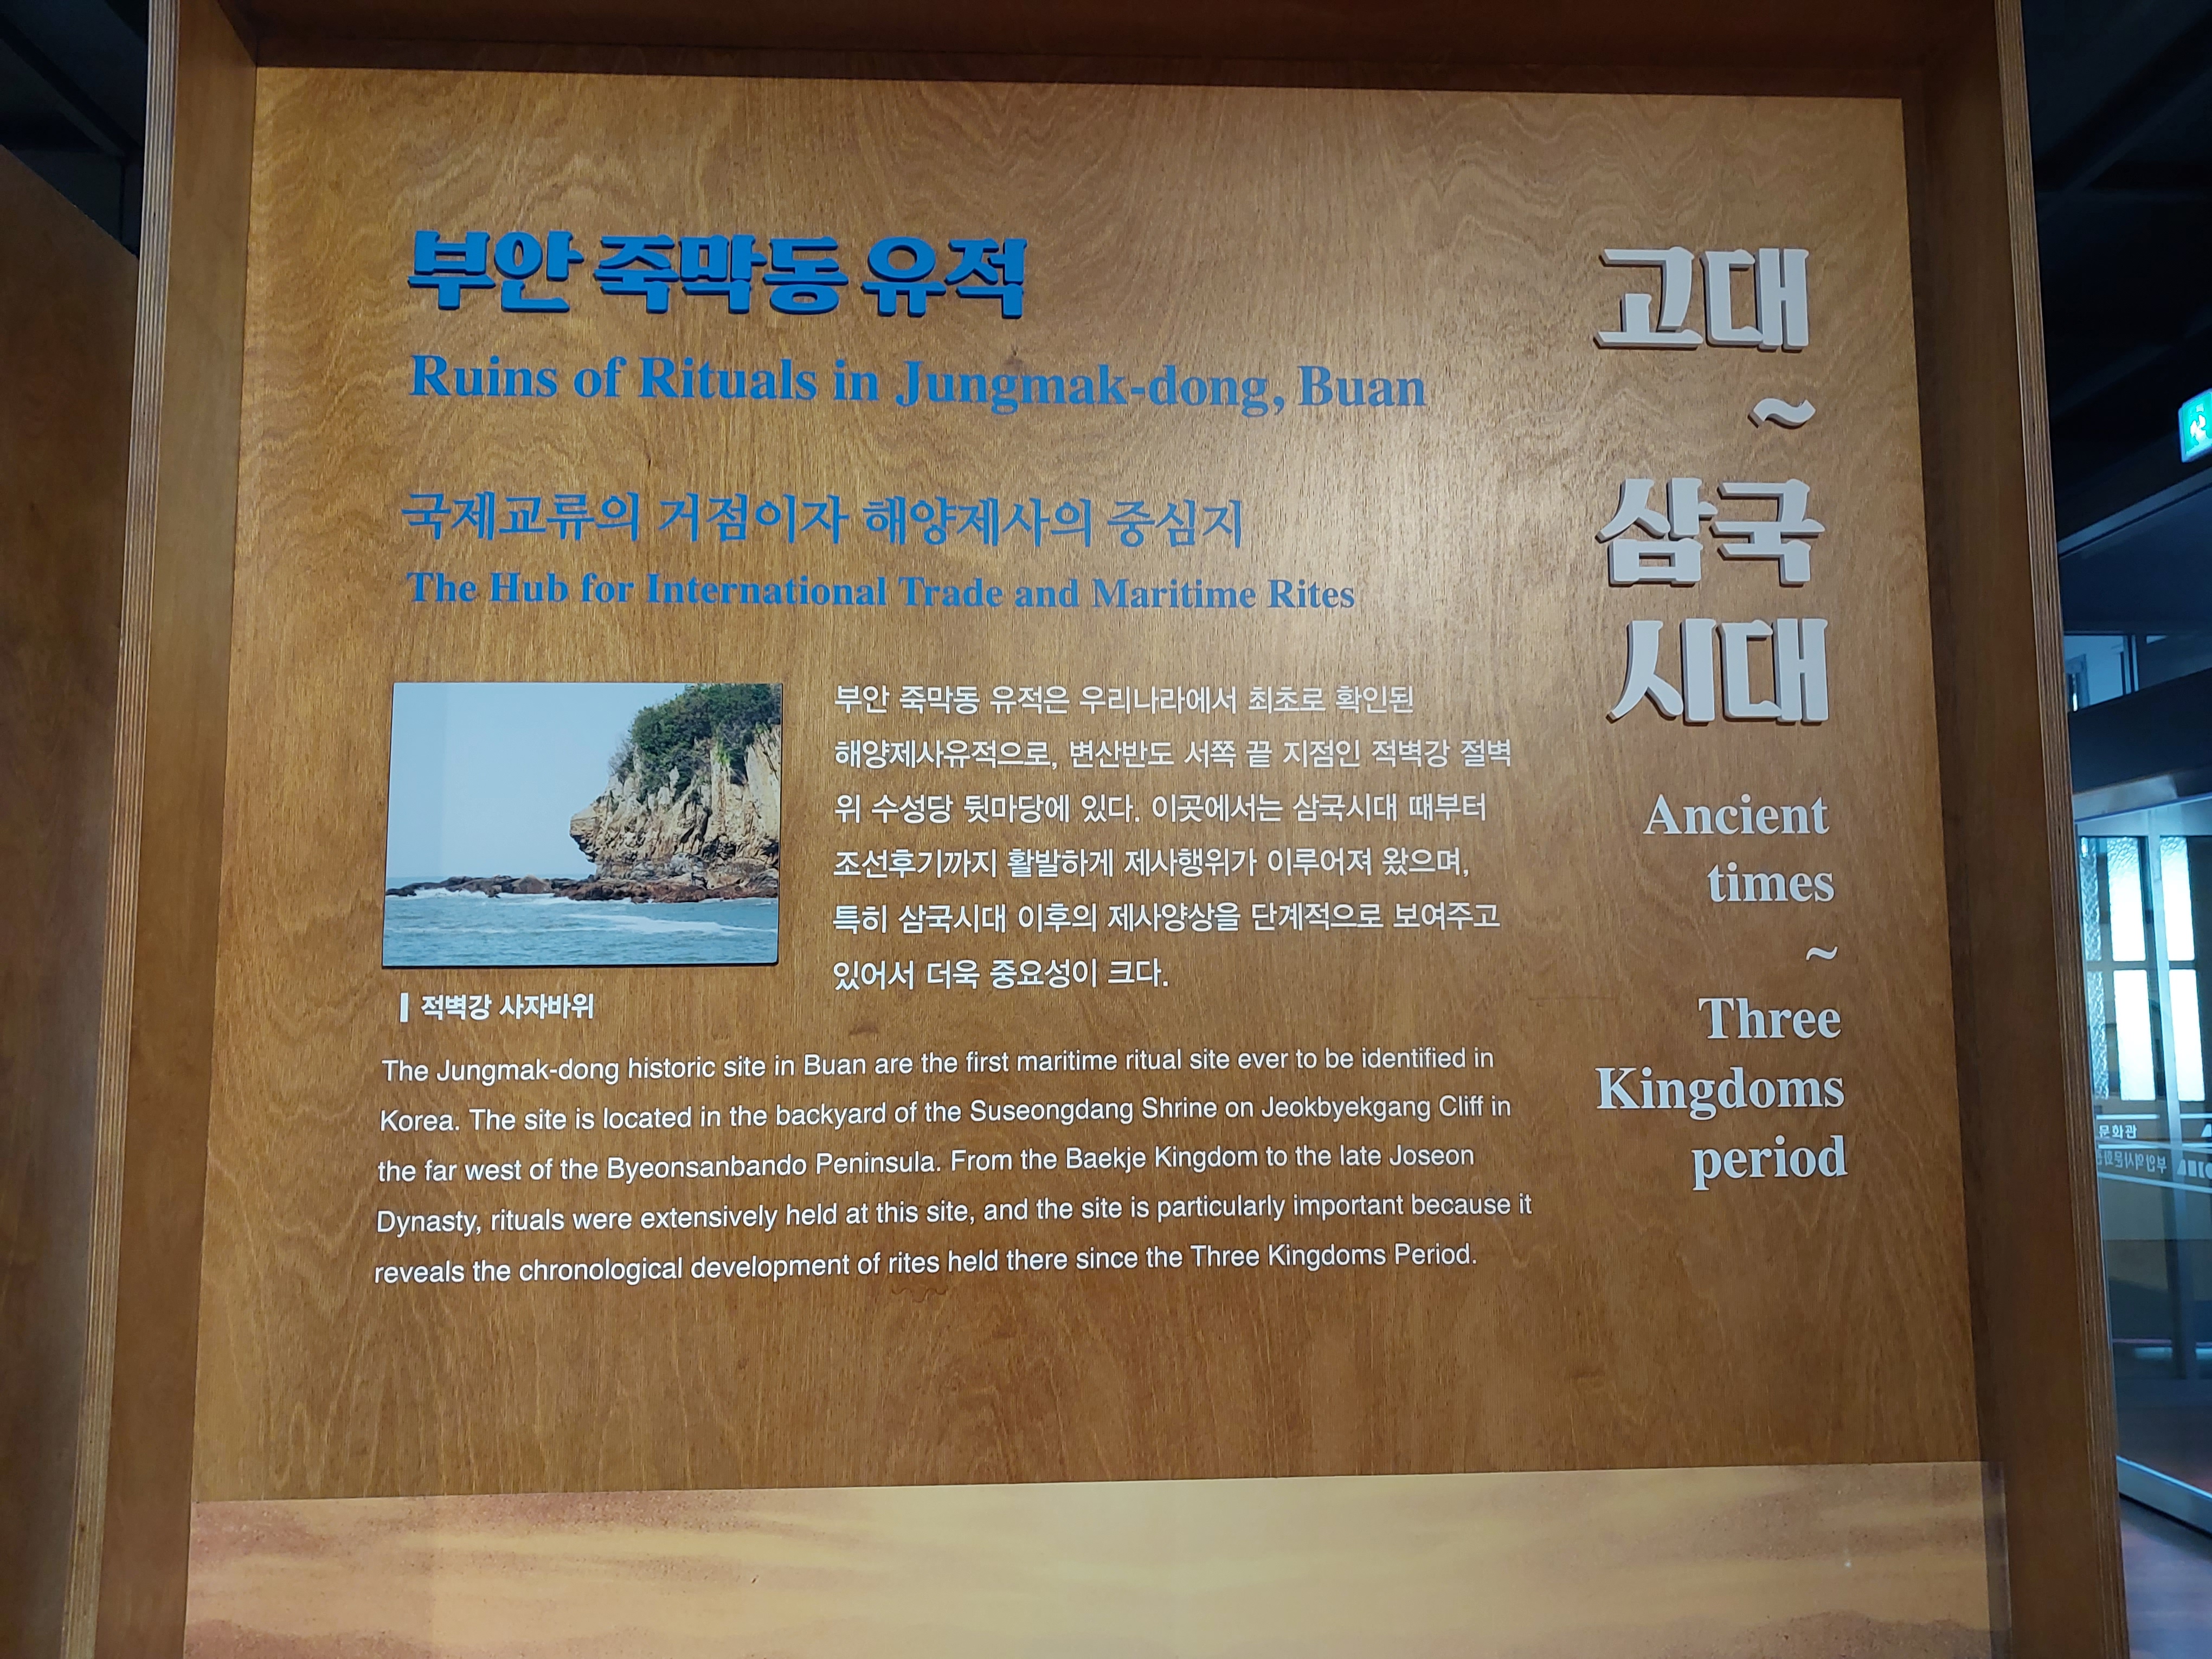 부안 죽막동 유적
Ruins of Rituals in Jungmak-dong, Buan
국제교류의 거점이자 해양제사의 중심지
The Hub for International Trade and Maritime Rites
부안 죽막동 유적은 우리나라에서 최초로 확인된
해양제사유적으로, 변산반도 서쪽 끝 지점인 적벽강 절벽
위 수성당 뒷마당에 있다. 이곳에서는 삼국시대 때부터
조선후기까지 활발하게 제사행위가 이루어져 왔으며,
특히 삼국시대 이후의 제사양상을 단계적으로 보여주고
있어서 더욱 중요성이 크다.
적벽강 사자바위
The Jungmak-dong historic site in Buan are the first maritime ritual site ever to be identified in
Korea. The site is located in the backyard of the Suseongdang Shrine on Jeokbyekgang Cliff in
the far west of the Byeonsanbando Peninsula. From the Baekje Kingdom to the late Joseon
Dynasty, rituals were extensively held at this site, and the site is particularly important because it
reveals the chronological development of rites held there since the Three Kingdoms Period.
고대
~
삼국
시대
Ancient
times
~
Three
Kingdoms
period
문화관
부안역사문화관